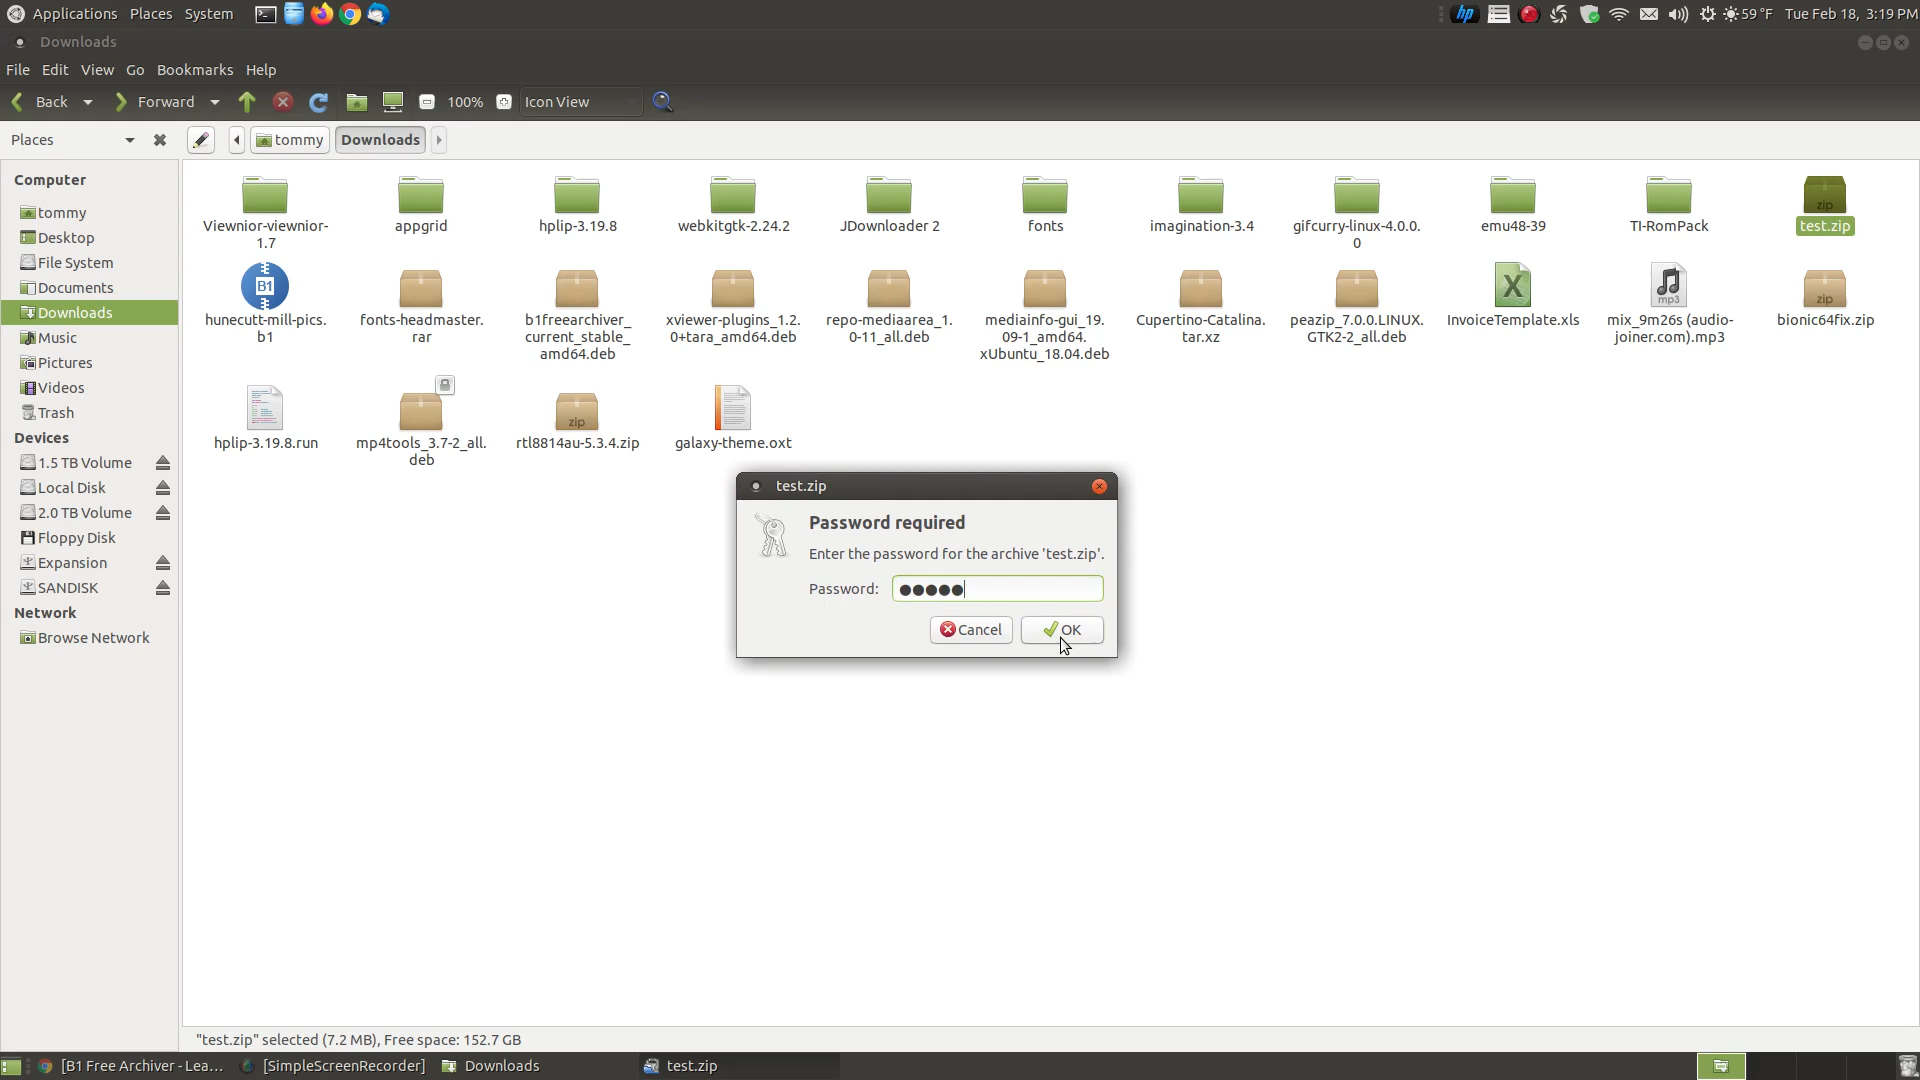 Applications Places System
hp
59 °F Tue Feb 18, 3:19 PM
Downloads
File Edit View Go Bookmarks Help
Back Forward 100% Icon View
Places
tommy Downloads
Computer
tommy
Desktop
File System
Documents
Downloads
Music
Pictures
Videos
Trash
Devices
1.5 TB Volume
Local Disk
2.0 TB Volume
Floppy Disk
Expansion
SANDISK
Network
Browse Network
Viewnior-viewnior-
1.7
appgrid
hplip-3.19.8
webkitgtk-2.24.2
JDownloader 2
fonts
imagination-3.4
gifcurry-linux-4.0.0.
0
emu48-39
TI-RomPack
zip
test.zip
B1
hunecutt-mill-pics.
b1
fonts-headmaster.
rar
b1freearchiver_
current_stable_
amd64.deb
xviewer-plugins_1.2.
0+tara_amd64.deb
repo-mediaarea_1.
0-11_all.deb
mediainfo-gui_19.
09-1_amd64.
xUbuntu_18.04.deb
Cupertino-Catalina.
tar.xz
peazip_7.0.0.LINUX.
GTK2-2_all.deb
X
InvoiceTemplate.xls
mp3
mix_9m26s (audio-
joiner.com).mp3
zip
bionic64fix.zip
hplip-3.19.8.run
mp4tools_3.7-2_all.
deb
zip
rtl8814au-5.3.4.zip
galaxy-theme.oxt
test.zip
Password required
Enter the password for the archive 'test.zip'.
Password: ●●●●●
Cancel OK
"test.zip" selected (7.2 MB), Free space: 152.7 GB
[B1 Free Archiver - Lea... [SimpleScreenRecorder] Downloads test.zip